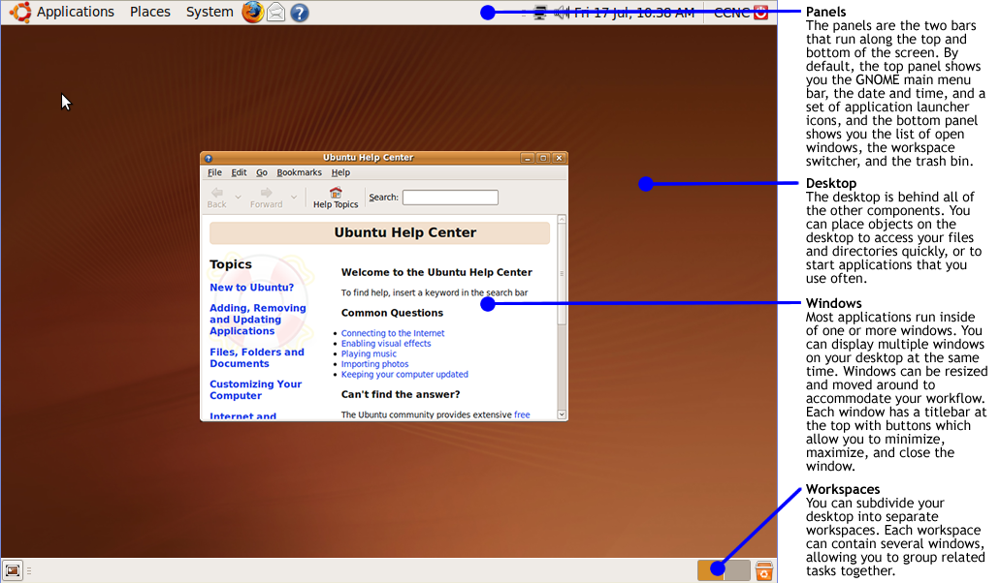 Applications Places System Fri 17 Jul, 10:38 AM CCNC
Ubuntu Help Center
File Edit Go Bookmarks Help
Back Forward Help Topics Search:
Ubuntu Help Center
Topics
New to Ubuntu?
Adding, Removing
and Updating
Applications
Files, Folders and
Documents
Customizing Your
Computer
Internet and
Welcome to the Ubuntu Help Center
To find help, insert a keyword in the search bar
Common Questions
Connecting to the Internet
Enabling visual effects
Playing music
Importing photos
Keeping your computer updated
Can't find the answer?
The Ubuntu community provides extensive free
Panels
The panels are the two bars
that run along the top and
bottom of the screen. By
default, the top panel shows
you the GNOME main menu
bar, the date and time, and a
set of application launcher
icons, and the bottom panel
shows you the list of open
windows, the workspace
switcher, and the trash bin.
Desktop
The desktop is behind all of
the other components. You
can place objects on the
desktop to access your files
and directories quickly, or to
start applications that you
use often.
Windows
Most applications run inside
of one or more windows. You
can display multiple windows
on your desktop at the same
time. Windows can be resized
and moved around to
accommodate your workflow.
Each window has a titlebar at
the top with buttons which
allow you to minimize,
maximize, and close the
window.
Workspaces
You can subdivide your
desktop into separate
workspaces. Each workspace
can contain several windows,
allowing you to group related
tasks together.